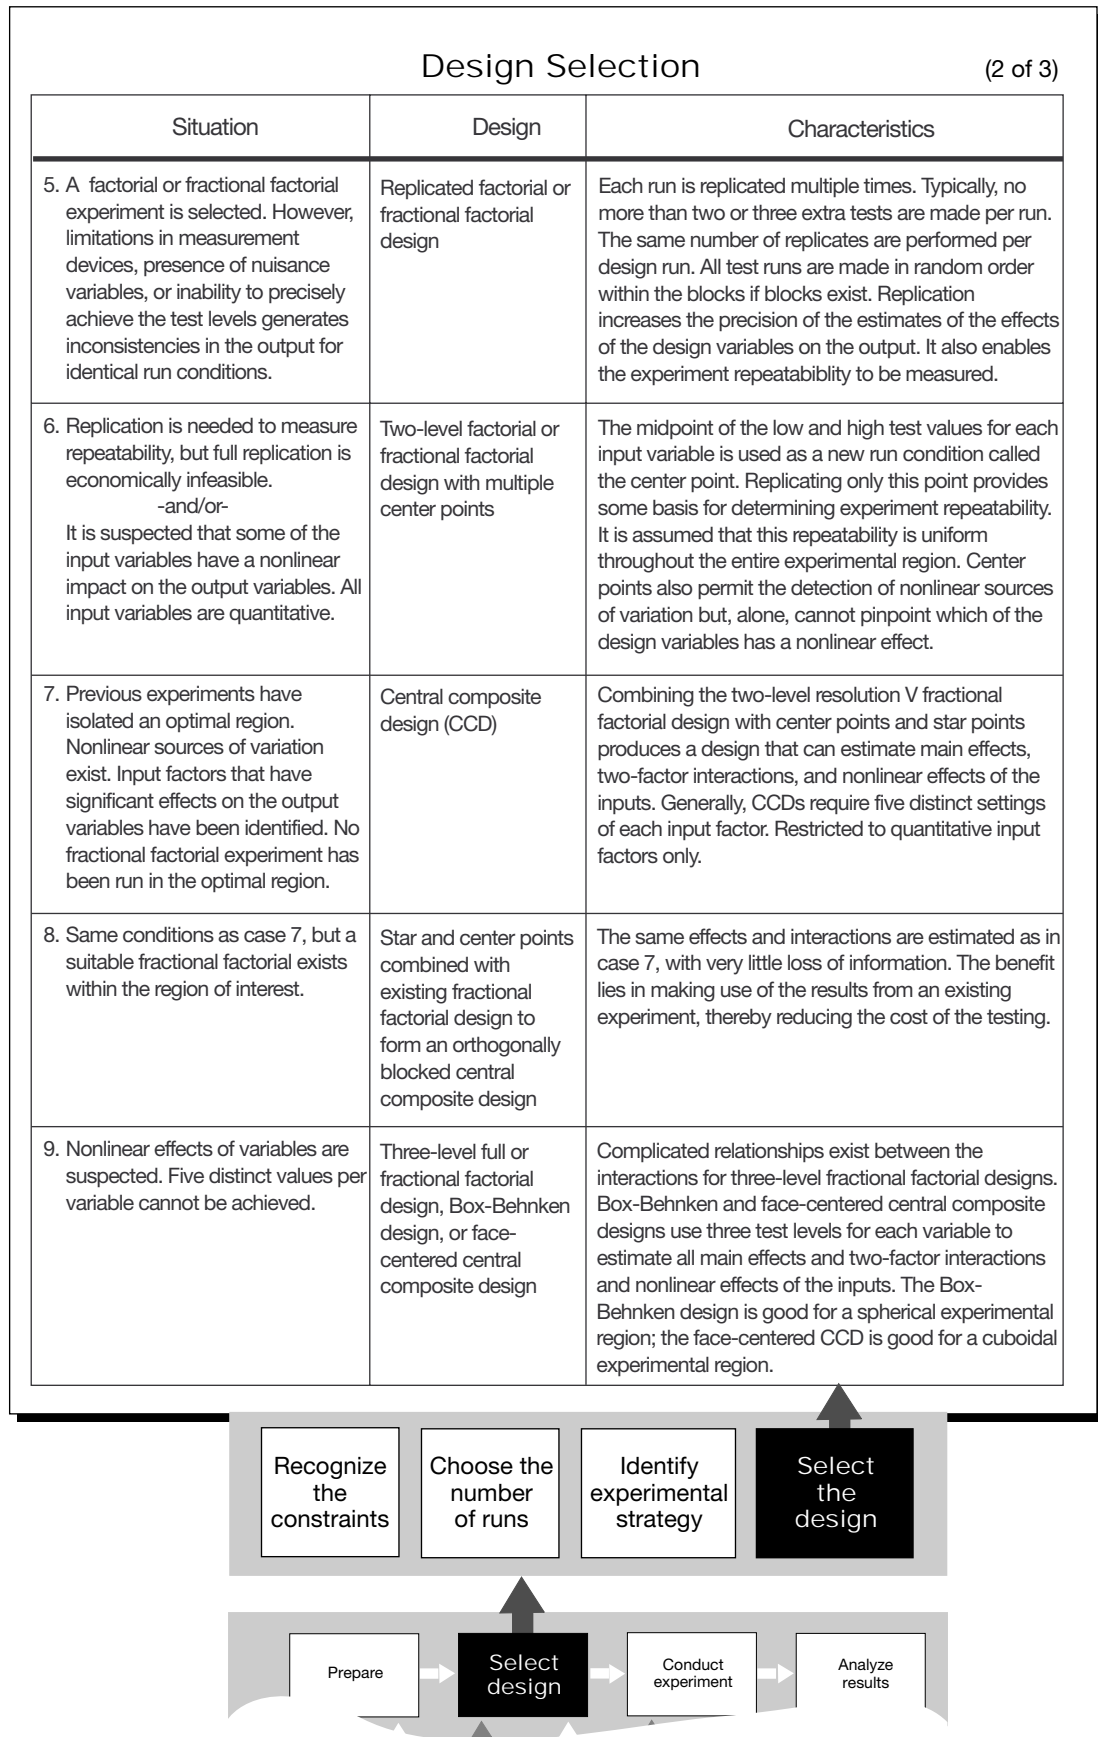 Design Selection
(2 of 3)
Situation
Design
Characteristics
5. A factorial or fractional factorial
experiment is selected. However,
limitations in measurement
devices, presence of nuisance
variables, or inability to precisely
achieve the test levels generates
inconsistencies in the output for
identical run conditions.
Replicated factorial or
fractional factorial
design
Each run is replicated multiple times. Typically, no
more than two or three extra tests are made per run.
The same number of replicates are performed per
design run. All test runs are made in random order
within the blocks if blocks exist. Replication
increases the precision of the estimates of the effects
of the design variables on the output. It also enables
the experiment repeatabiblity to be measured.
6. Replication is needed to measure
repeatability, but full replication is
economically infeasible.
-and/or-
It is suspected that some of the
input variables have a nonlinear
impact on the output variables. All
input variables are quantitative.
Two-level factorial or
fractional factorial
design with multiple
center points
The midpoint of the low and high test values for each
input variable is used as a new run condition called
the center point. Replicating only this point provides
some basis for determining experiment repeatability.
It is assumed that this repeatability is uniform
throughout the entire experimental region. Center
points also permit the detection of nonlinear sources
of variation but, alone, cannot pinpoint which of the
design variables has a nonlinear effect.
7. Previous experiments have
isolated an optimal region.
Nonlinear sources of variation
exist. Input factors that have
significant effects on the output
variables have been identified. No
fractional factorial experiment has
been run in the optimal region.
Central composite
design (CCD)
Combining the two-level resolution V fractional
factorial design with center points and star points
produces a design that can estimate main effects,
two-factor interactions, and nonlinear effects of the
inputs. Generally, CCDs require five distinct settings
of each input factor. Restricted to quantitative input
factors only.
8. Same conditions as case 7, but a
suitable fractional factorial exists
within the region of interest.
Star and center points
combined with
existing fractional
factorial design to
form an orthogonally
blocked central
composite design
The same effects and interactions are estimated as in
case 7, with very little loss of information. The benefit
lies in making use of the results from an existing
experiment, thereby reducing the cost of the testing.
9. Nonlinear effects of variables are
suspected. Five distinct values per
variable cannot be achieved.
Three-level full or
fractional factorial
design, Box-Behnken
design, or face-
centered central
composite design
Complicated relationships exist between the
interactions for three-level fractional factorial designs.
Box-Behnken and face-centered central composite
designs use three test levels for each variable to
estimate all main effects and two-factor interactions
and nonlinear effects of the inputs. The Box-
Behnken design is good for a spherical experimental
region; the face-centered CCD is good for a cuboidal
experimental region.
Recognize
the
constraints
Choose the
number
of runs
Identify
experimental
strategy
Select
the
design
Prepare
Select
design
Conduct
experiment
Analyze
results